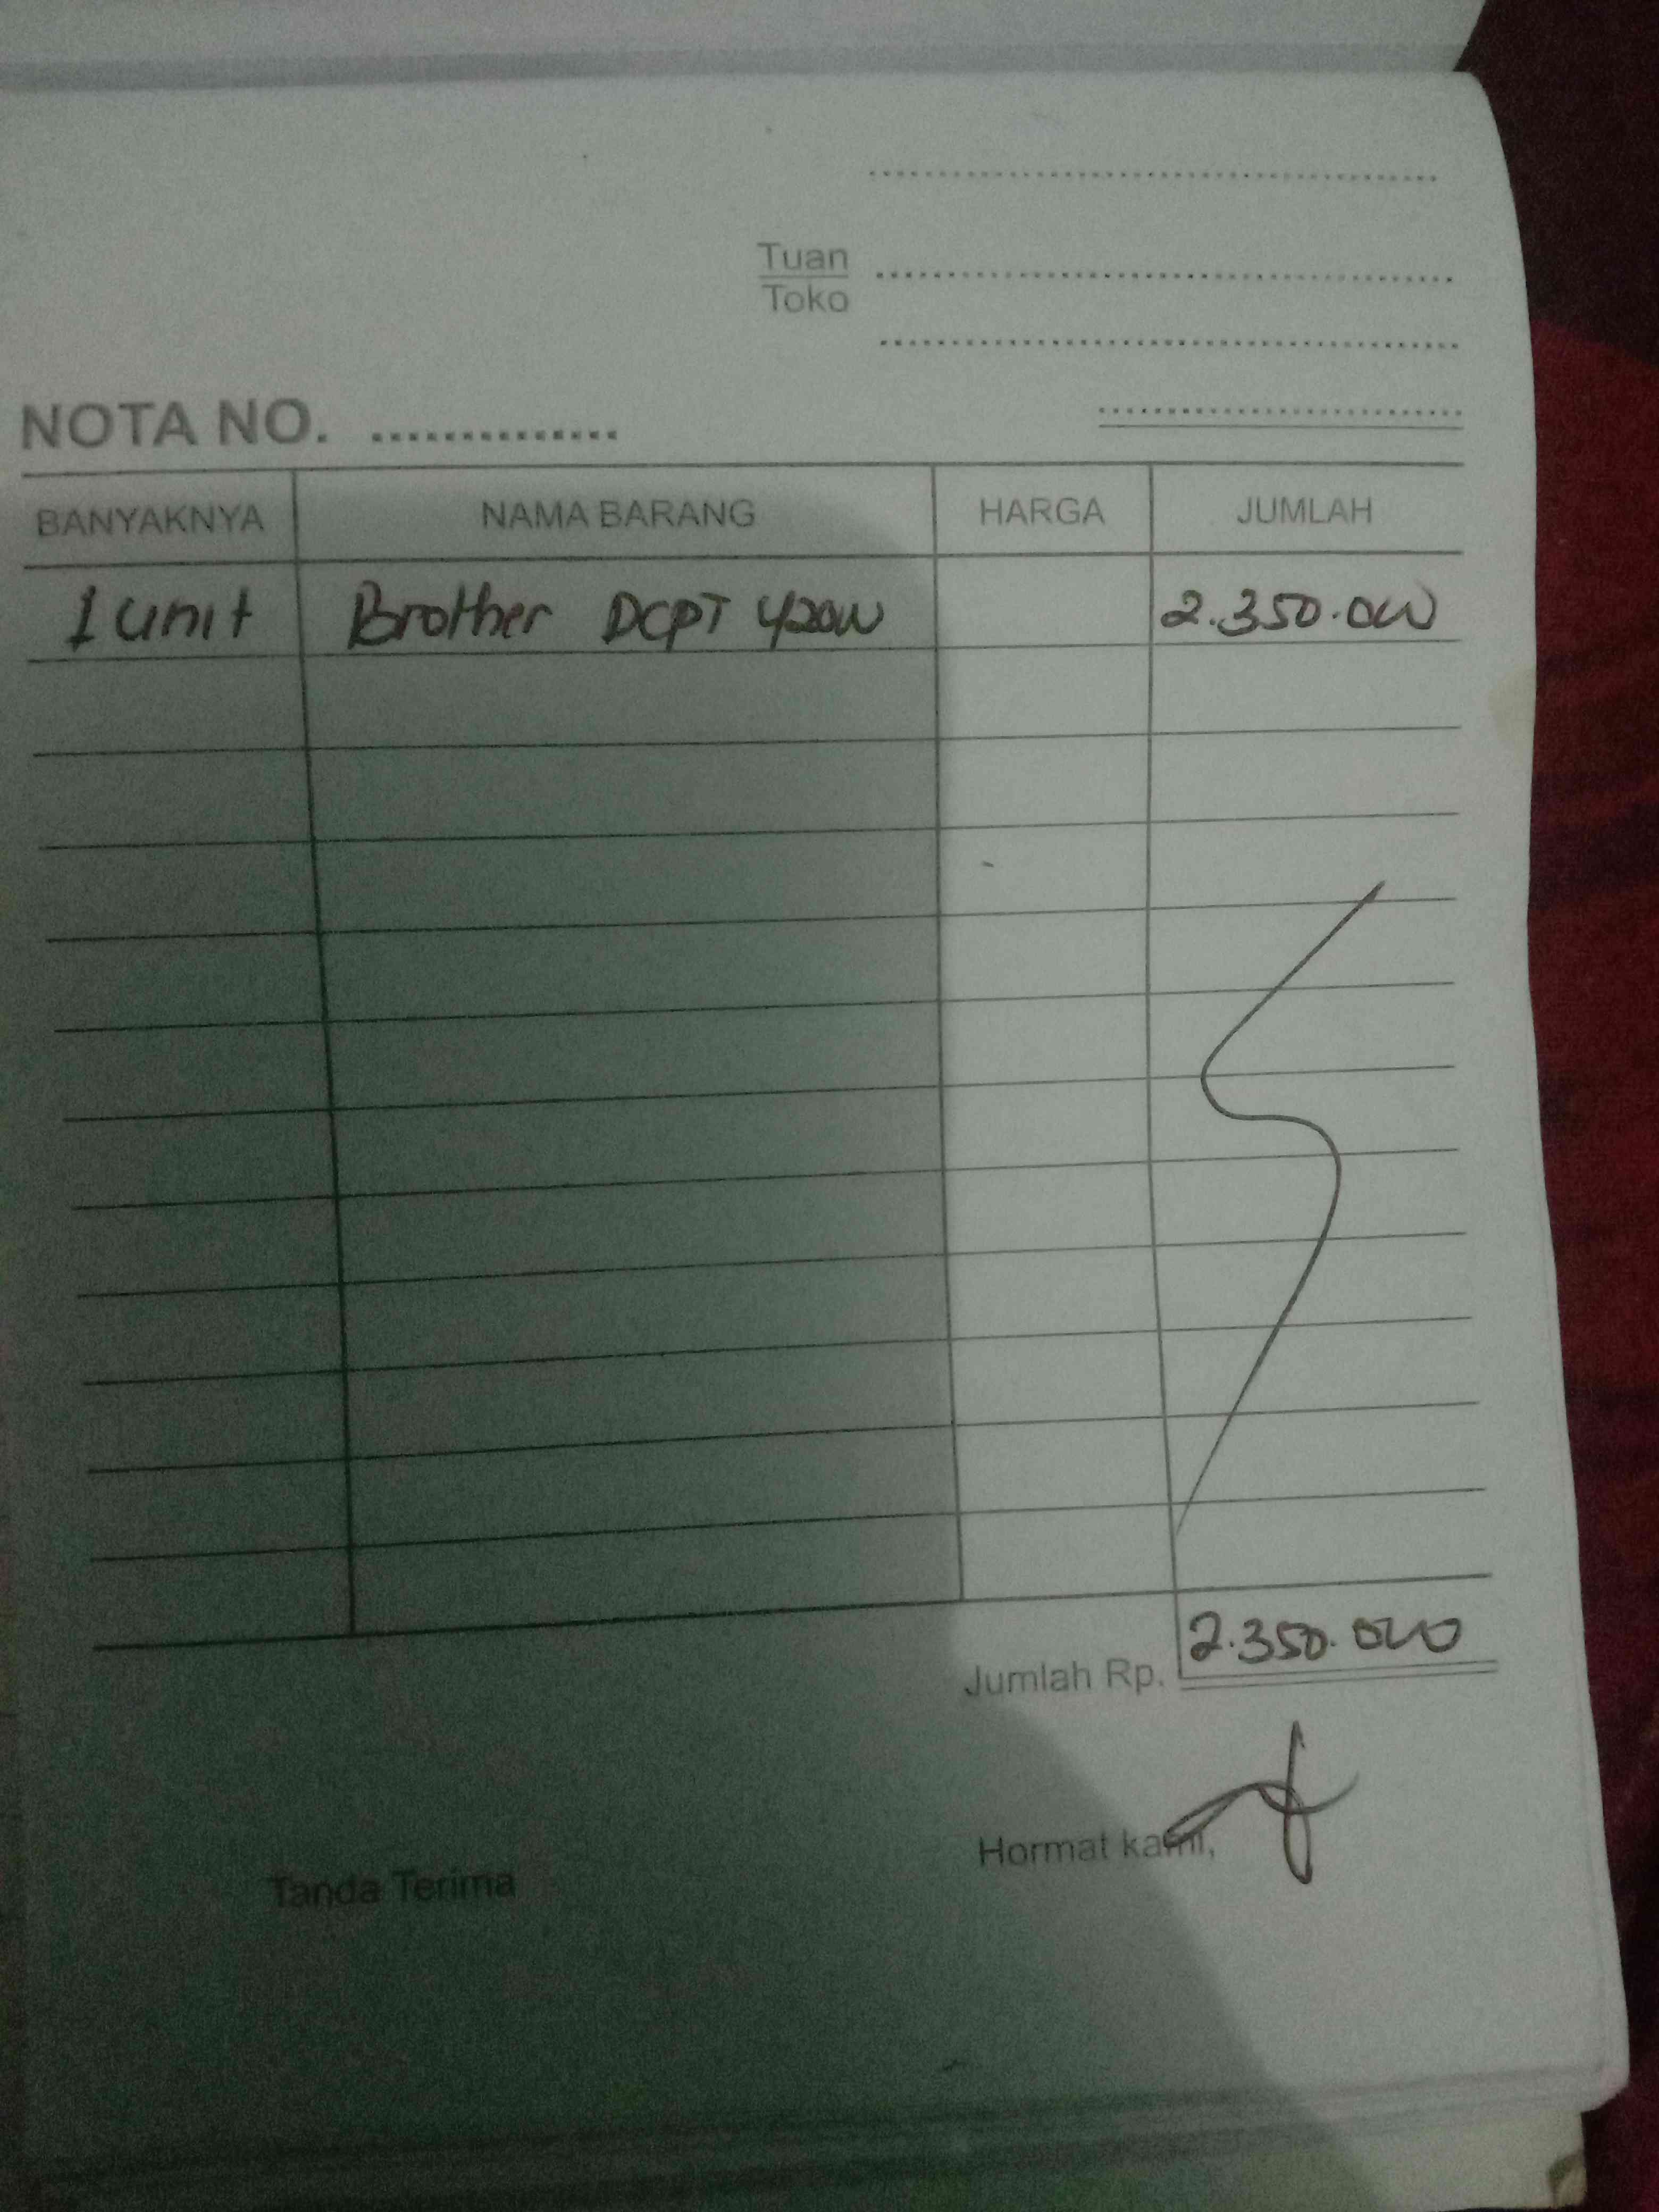 Tuan
Toko
NOTA NO. ..............
BANYAKNYA NAMA BARANG HARGA JUMLAH
1 unit Brother DCPT 420W 2.350.000
Jumlah Rp. 2.350.000
Hormat kami,
Tanda Terima